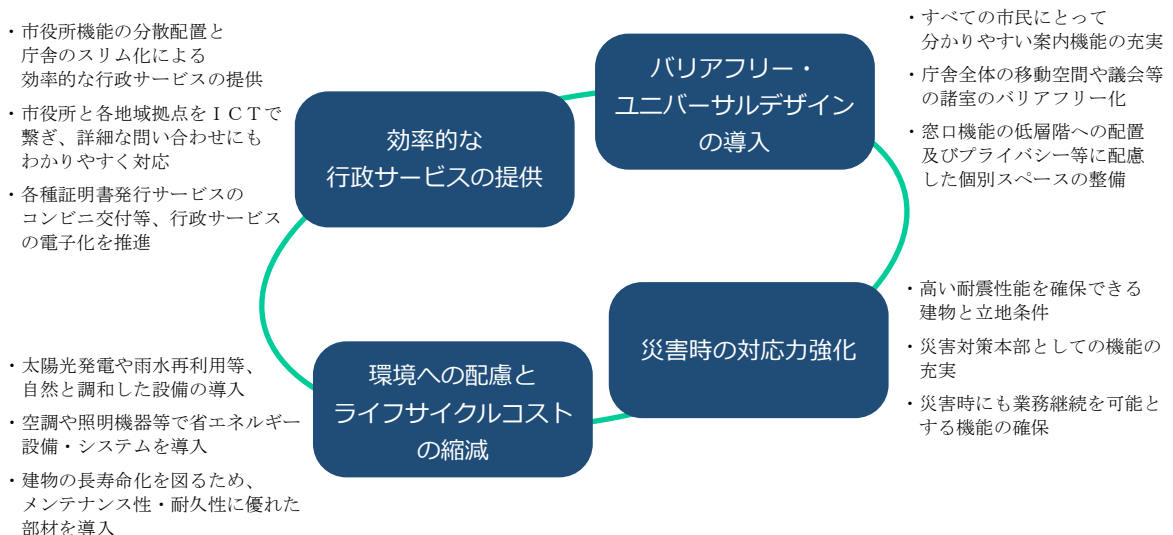 ・市役所機能の分散配置と
庁舎のスリム化による
効率的な行政サービスの提供
・市役所と各地域拠点をＩＣＴで
繋ぎ、詳細な問い合わせにも
わかりやすく対応
・各種証明書発行サービスの
コンビニ交付等、行政サービス
の電子化を推進
効率的な
行政サービスの提供
バリアフリー・
ユニバーサルデザイン
の導入
・すべての市民にとって
分かりやすい案内機能の充実
・庁舎全体の移動空間や議会等
の諸室のバリアフリー化
・窓口機能の低層階への配置
及びプライバシー等に配慮
した個別スペースの整備
・太陽光発電や雨水再利用等、
自然と調和した設備の導入
・空調や照明機器等で省エネルギー
設備・システムを導入
・建物の長寿命化を図るため、
メンテナンス性・耐久性に優れた
部材を導入
環境への配慮と
ライフサイクルコスト
の縮減
災害時の対応力強化
・高い耐震性能を確保できる
建物と立地条件
・災害対策本部としての機能の
充実
・災害時にも業務継続を可能と
する機能の確保